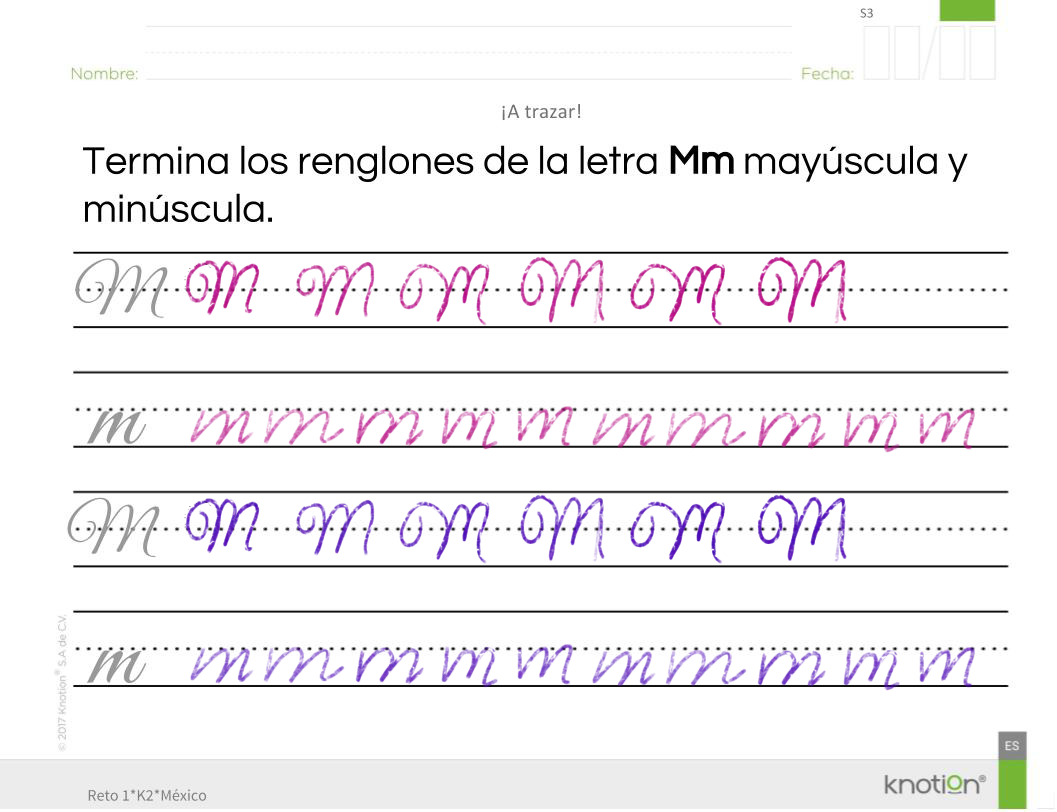 S3
Nombre:
Fecha:
¡A trazar!
Termina los renglones de la letra Mm mayúscula y
minúscula.
M M M M M M M
m m m m m m m m m m m
M M M M M M M
m m m m m m m m m m m
© 2017 Knotion® S.A de C.V.
ES
knotion®
Reto 1*K2*México